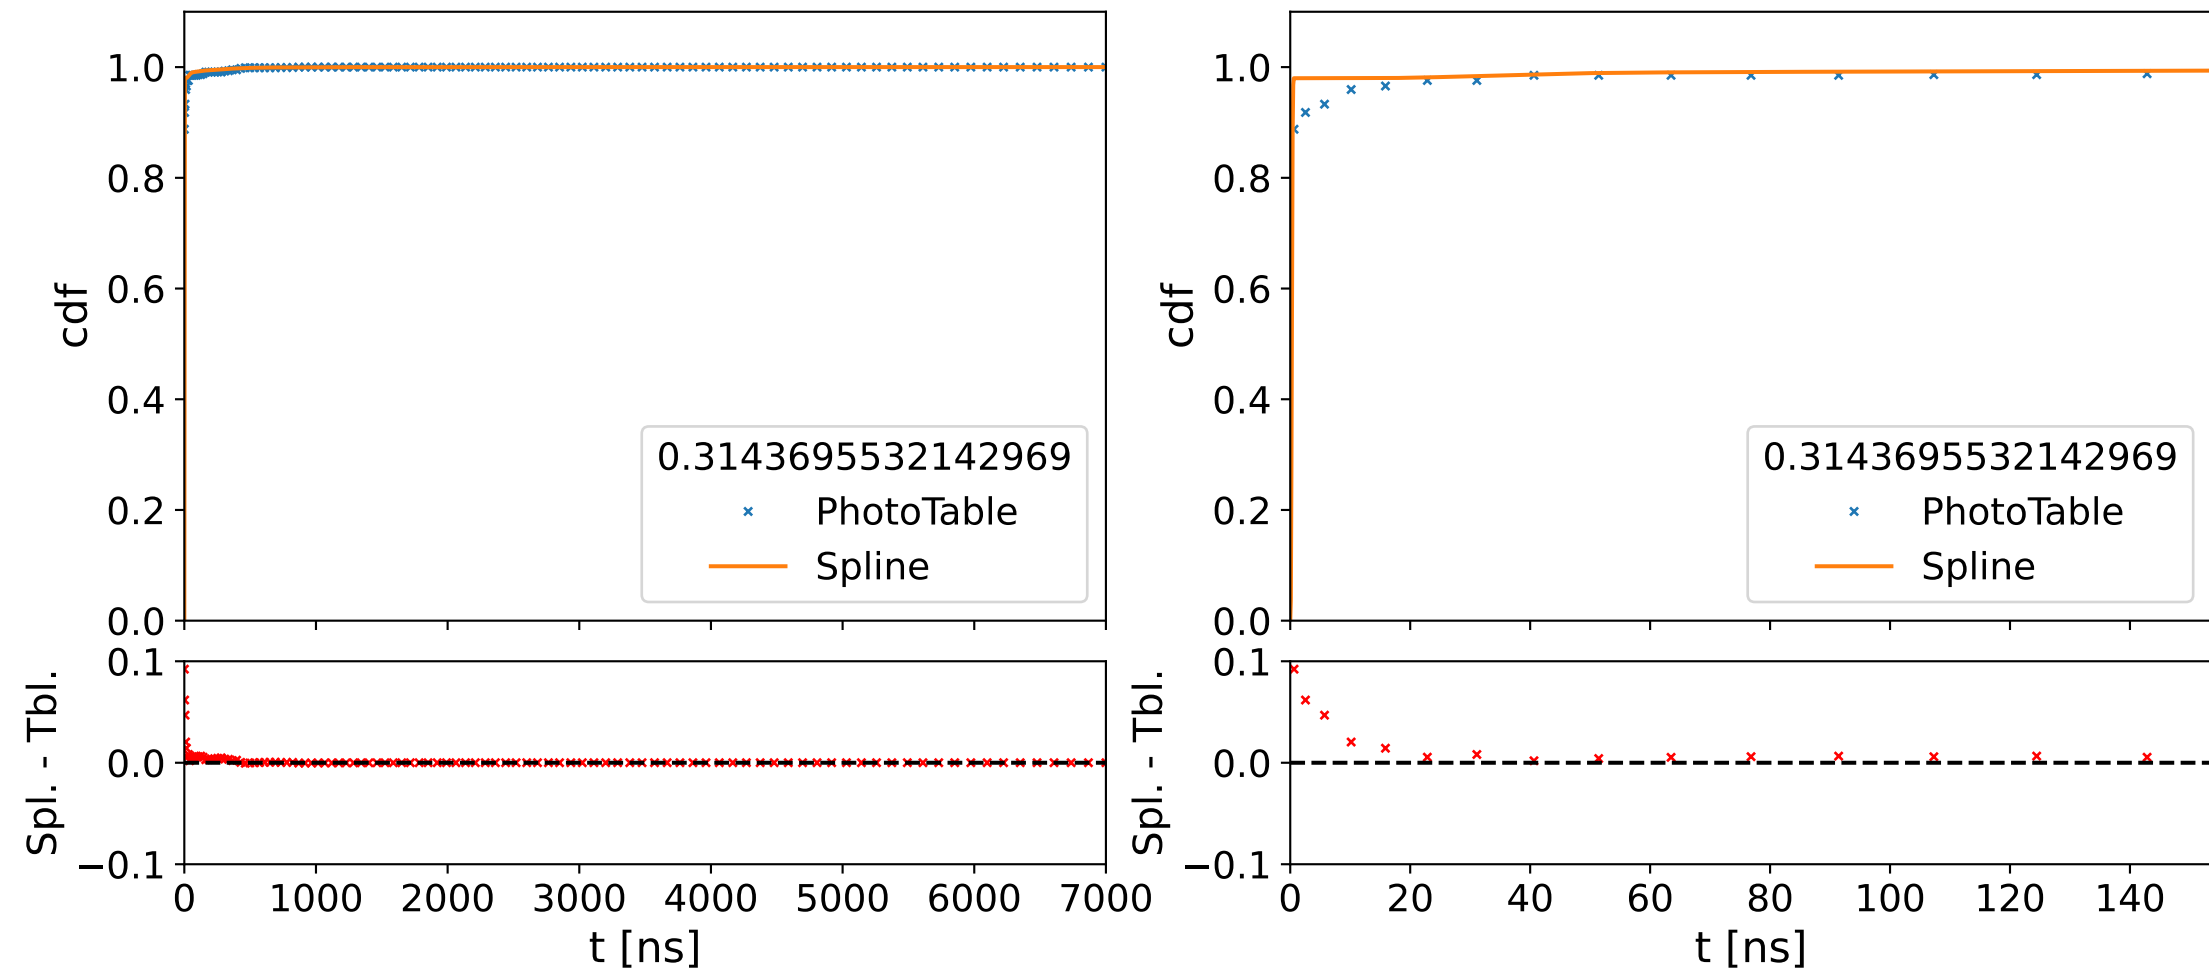 1.0
0.8
0.6
0.4
0.2
0.0
cdf
0.3143695532142969
PhotoTable
Spline
0.1
0.0
−0.1
Spl. - Tbl.
0 1000 2000 3000 4000 5000 6000 7000
t [ns]
1.0
0.8
0.6
0.4
0.2
0.0
cdf
0.3143695532142969
PhotoTable
Spline
0.1
0.0
−0.1
Spl. - Tbl.
0 20 40 60 80 100 120 140
t [ns]